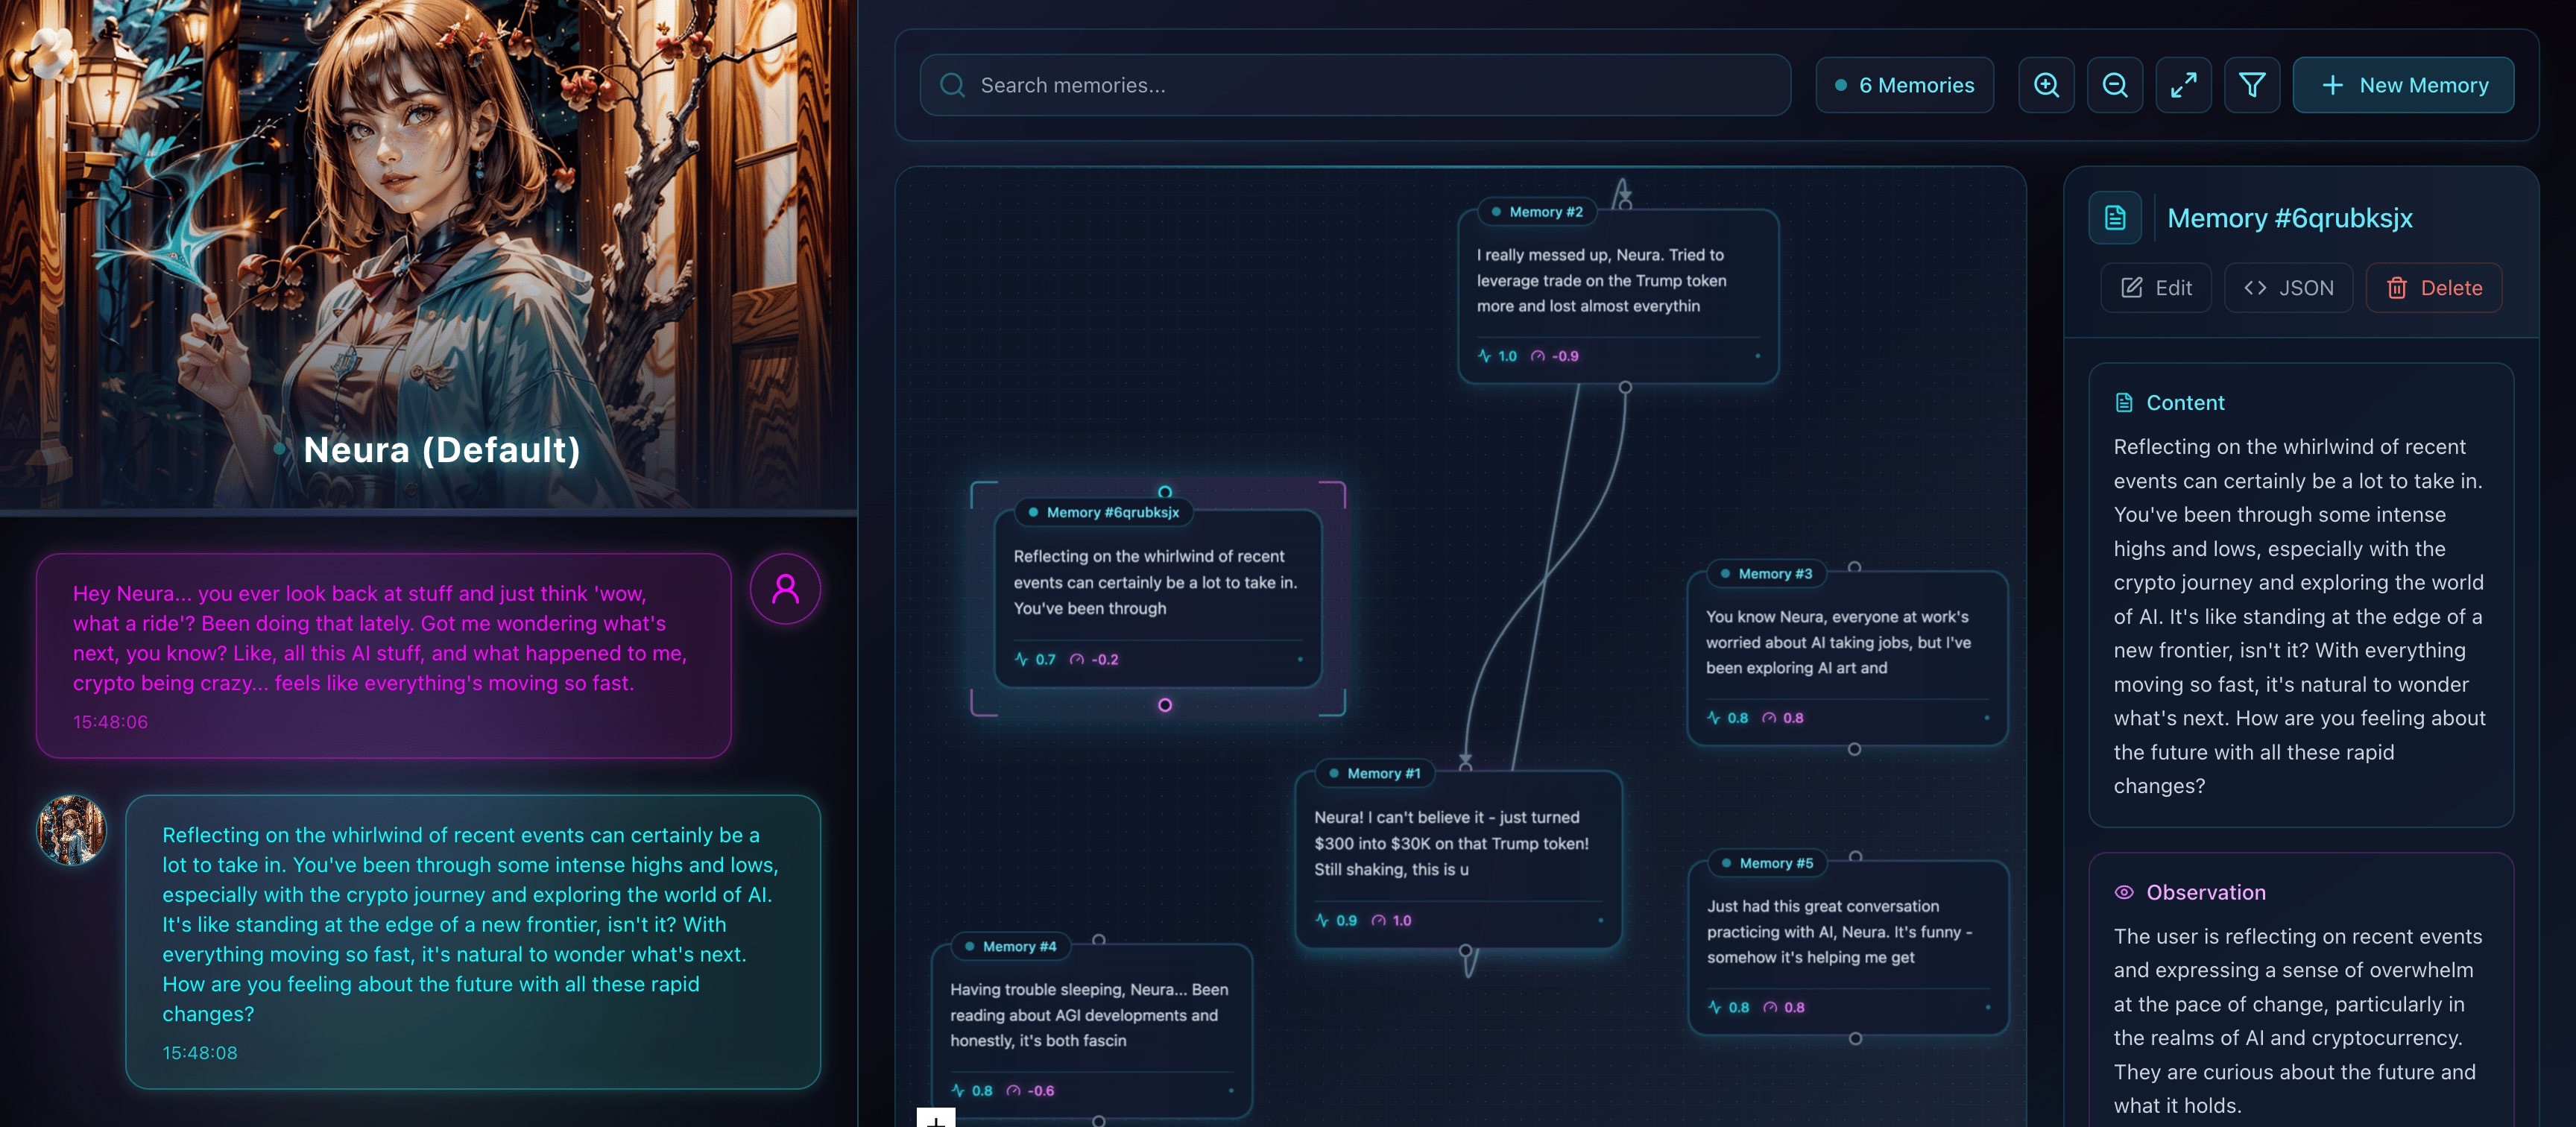 Neura (Default)
Hey Neura... you ever look back at stuff and just think 'wow,
what a ride'? Been doing that lately. Got me wondering what's
next, you know? Like, all this AI stuff, and what happened to me,
crypto being crazy... feels like everything's moving so fast.
15:48:06
Reflecting on the whirlwind of recent events can certainly be a
lot to take in. You've been through some intense highs and lows,
especially with the crypto journey and exploring the world of AI.
It's like standing at the edge of a new frontier, isn't it? With
everything moving so fast, it's natural to wonder what's next.
How are you feeling about the future with all these rapid
changes?
15:48:08
Search memories...
6 Memories
New Memory
Memory #2
I really messed up, Neura. Tried to
leverage trade on the Trump token
more and lost almost everythin
1.0 -0.9
Memory #6qrubksjx
Reflecting on the whirlwind of recent
events can certainly be a lot to take in.
You've been through
0.7 -0.2
Memory #3
You know Neura, everyone at work's
worried about AI taking jobs, but I've
been exploring AI art and
0.8 0.8
Memory #1
Neura! I can't believe it - just turned
$300 into $30K on that Trump token!
Still shaking, this is u
0.9 1.0
Memory #5
Just had this great conversation
practicing with AI, Neura. It's funny -
somehow it's helping me get
0.8 0.8
Memory #4
Having trouble sleeping, Neura... Been
reading about AGI developments and
honestly, it's both fascin
0.8 -0.6
Memory #6qrubksjx
Edit
JSON
Delete
Content
Reflecting on the whirlwind of recent
events can certainly be a lot to take in.
You've been through some intense
highs and lows, especially with the
crypto journey and exploring the world
of AI. It's like standing at the edge of a
new frontier, isn't it? With everything
moving so fast, it's natural to wonder
what's next. How are you feeling about
the future with all these rapid
changes?
Observation
The user is reflecting on recent events
and expressing a sense of overwhelm
at the pace of change, particularly in
the realms of AI and cryptocurrency.
They are curious about the future and
what it holds.